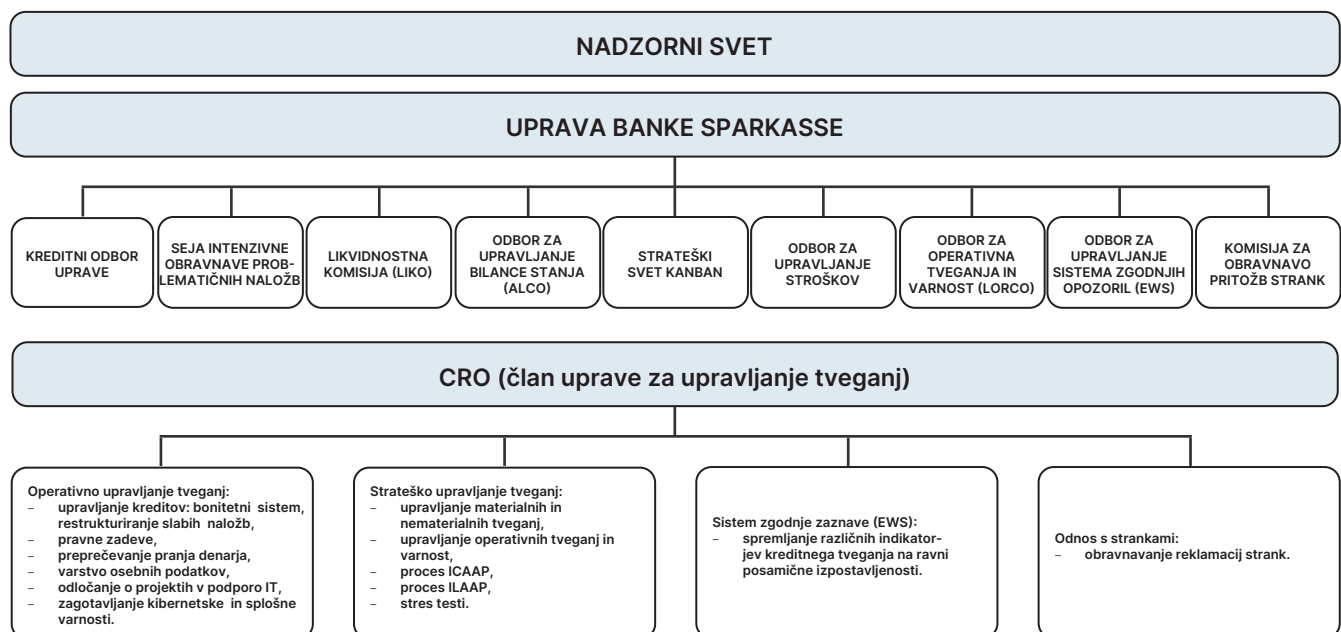 NADZORNI SVET
UPRAVA BANKE SPARKASSE
KREDITNI ODBOR
UPRAVE
SEJA INTENZIVNE
OBRAVNAVE PROB-
LEMATIČNIH NALOŽB
LIKVIDNOSTNA
KOMISIJA (LIKO)
ODBOR ZA
UPRAVLJANJE
BILANCE STANJA
(ALCO)
STRATEŠKI
SVET KANBAN
ODBOR ZA
UPRAVLJANJE
STROŠKOV
ODBOR ZA
OPERATIVNA
TVEGANJA IN
VARNOST (LORCO)
ODBOR ZA
UPRAVLJANJE
SISTEMA ZGODNJIH
OPOZORIL (EWS)
KOMISIJA ZA
OBRAVNAVO
PRITOŽB STRANK
CRO (član uprave za upravljanje tveganj)
Operativno upravljanje tveganj:
– upravljanje kreditov: bonitetni sistem,
restrukturiranje slabih naložb,
– pravne zadeve,
– preprečevanje pranja denarja,
– varstvo osebnih podatkov,
– odločanje o projektih v podporo IT,
– zagotavljanje kibernetske in splošne
varnosti.
Strateško upravljanje tveganj:
– upravljanje materialnih in
nematerialnih tveganj,
– upravljanje operativnih tveganj in
varnost,
– proces ICAAP,
– proces ILAAP,
– stres testi.
Sistem zgodnje zaznave (EWS):
– spremljanje različnih indikator-
jev kreditnega tveganja na ravni
posamične izpostavljenosti.
Odnos s strankami:
– obravnavanje reklamacij strank.